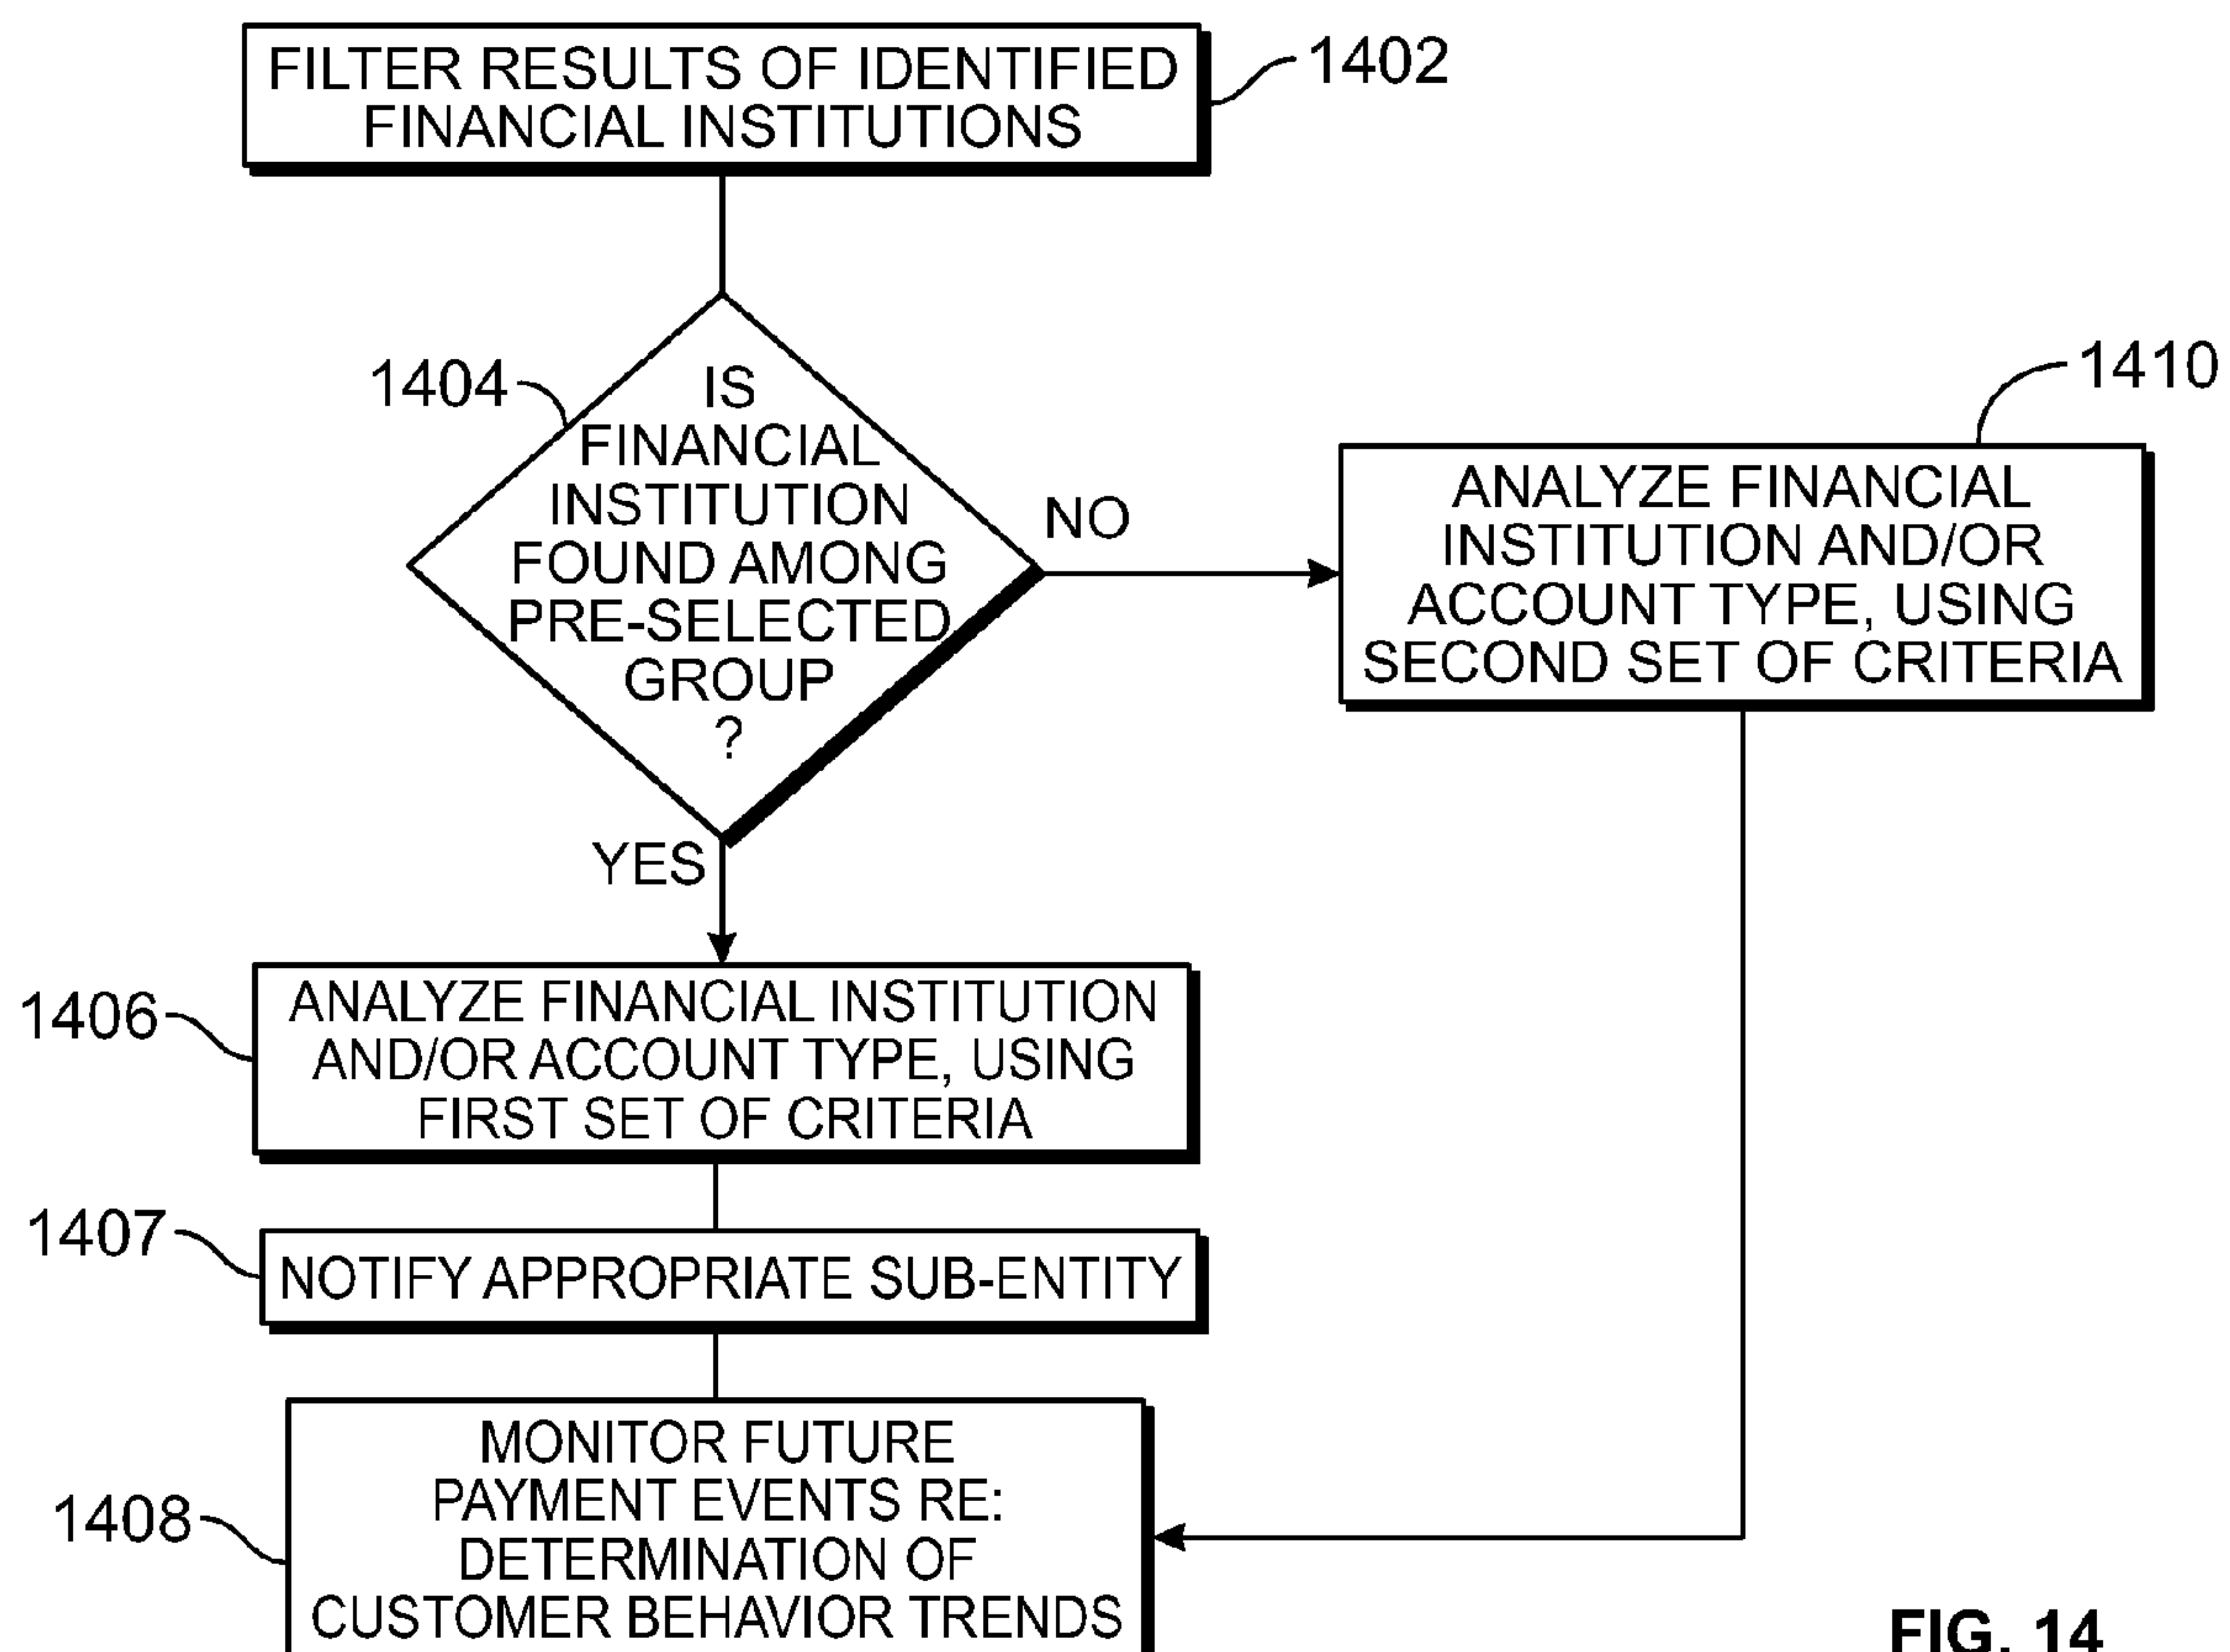 FILTER RESULTS OF IDENTIFIED
FINANCIAL INSTITUTIONS
1402
1404
IS
FINANCIAL
INSTITUTION
FOUND AMONG
PRE-SELECTED
GROUP
?
NO
1410
ANALYZE FINANCIAL
INSTITUTION AND/OR
ACCOUNT TYPE, USING
SECOND SET OF CRITERIA
YES
1406
ANALYZE FINANCIAL INSTITUTION
AND/OR ACCOUNT TYPE, USING
FIRST SET OF CRITERIA
1407
NOTIFY APPROPRIATE SUB-ENTITY
1408
MONITOR FUTURE
PAYMENT EVENTS RE:
DETERMINATION OF
CUSTOMER BEHAVIOR TRENDS
FIG. 14